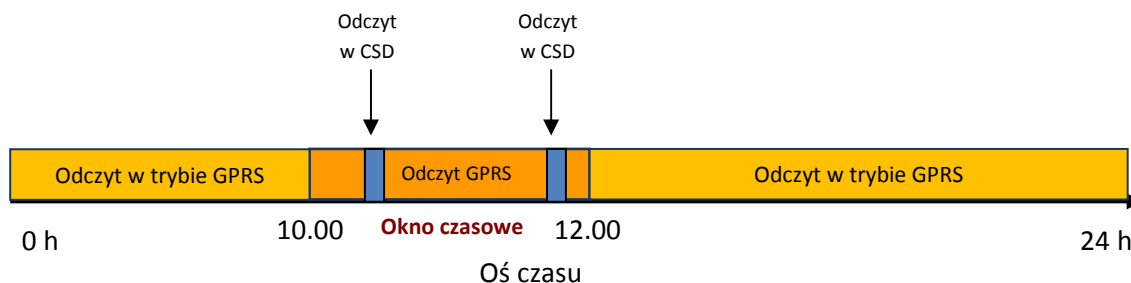 Odczyt
w CSD
Odczyt
w CSD
Odczyt w trybie GPRS
Odczyt GPRS
Odczyt w trybie GPRS
0 h
10.00
Okno czasowe
12.00
24 h
Oś czasu